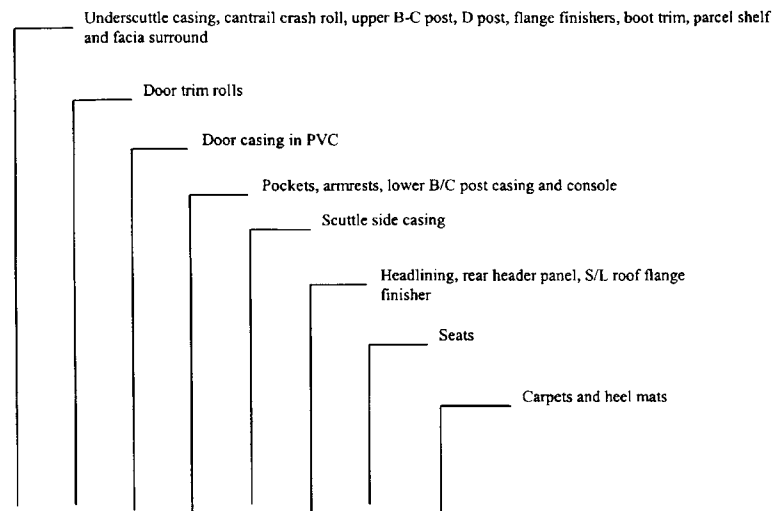 Underscuttle casing, cantrail crash roll, upper B-C post, D post, flange finishers, boot trim, parcel shelf
and facia surround
Door trim rolls
Door casing in PVC
Pockets, armrests, lower B/C post casing and console
Scuttle side casing
Headlining, rear header panel, S/L roof flange
finisher
Seats
Carpets and heel mats